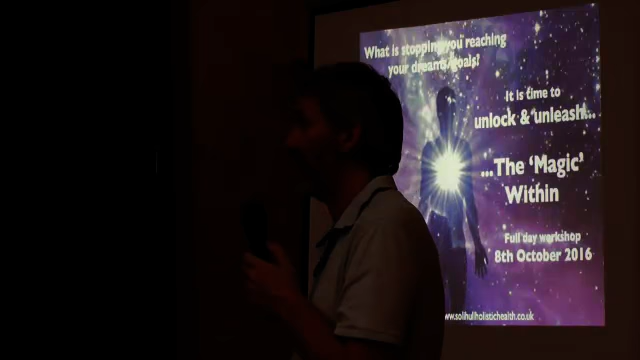 What is stopping you reaching
your dreams/goals?
It is time to
unlock & unleash...
...The 'Magic'
Within
Full day workshop
8th October 2016
www.solihullholistichealth.co.uk